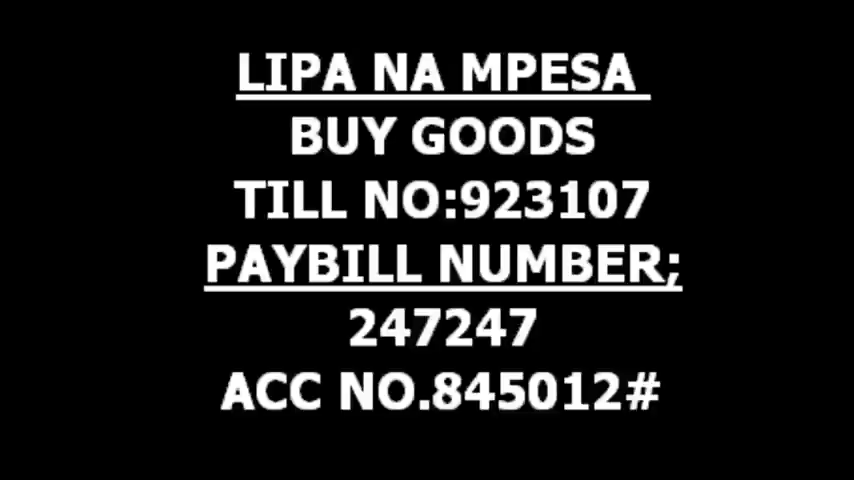 LIPA NA MPESA
BUY GOODS
TILL NO:923107
PAYBILL NUMBER;
247247
ACC NO.845012#